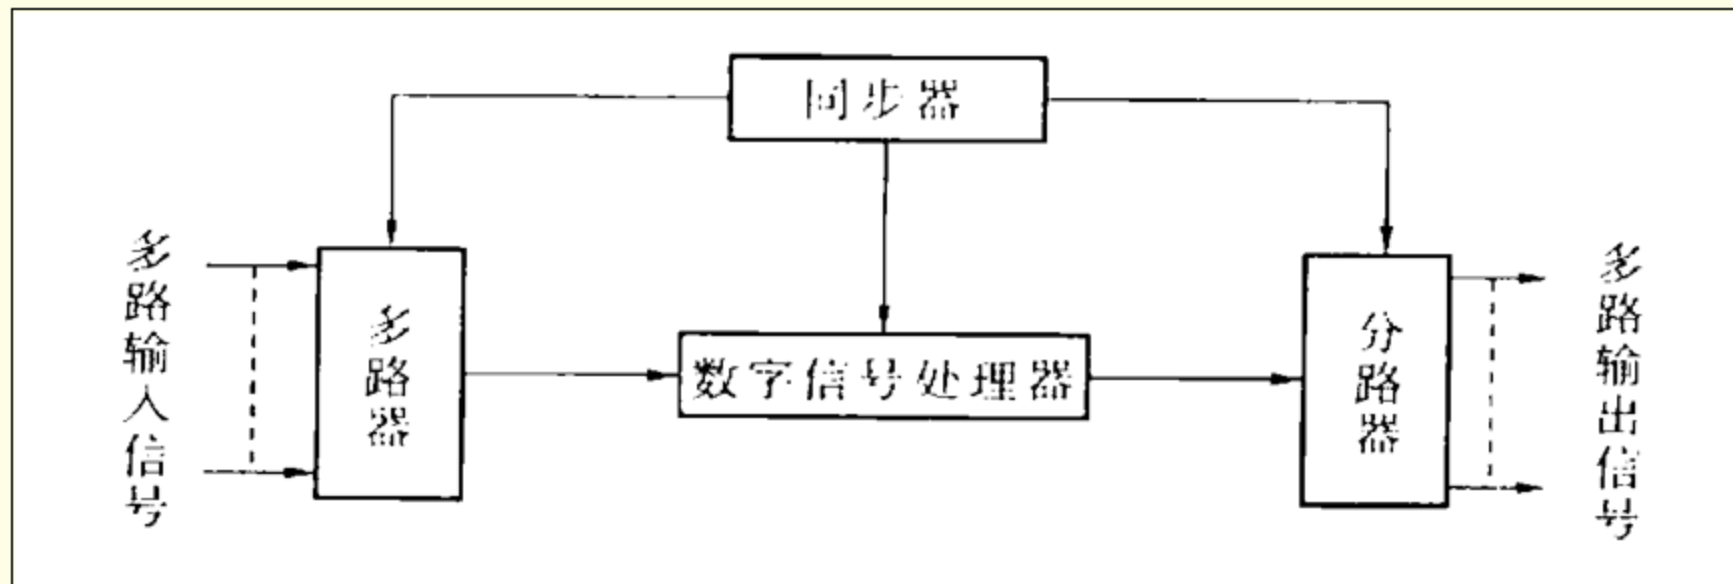 同步器
多路输入信号
多路器
数字信号处理器
分路器
多路输出信号